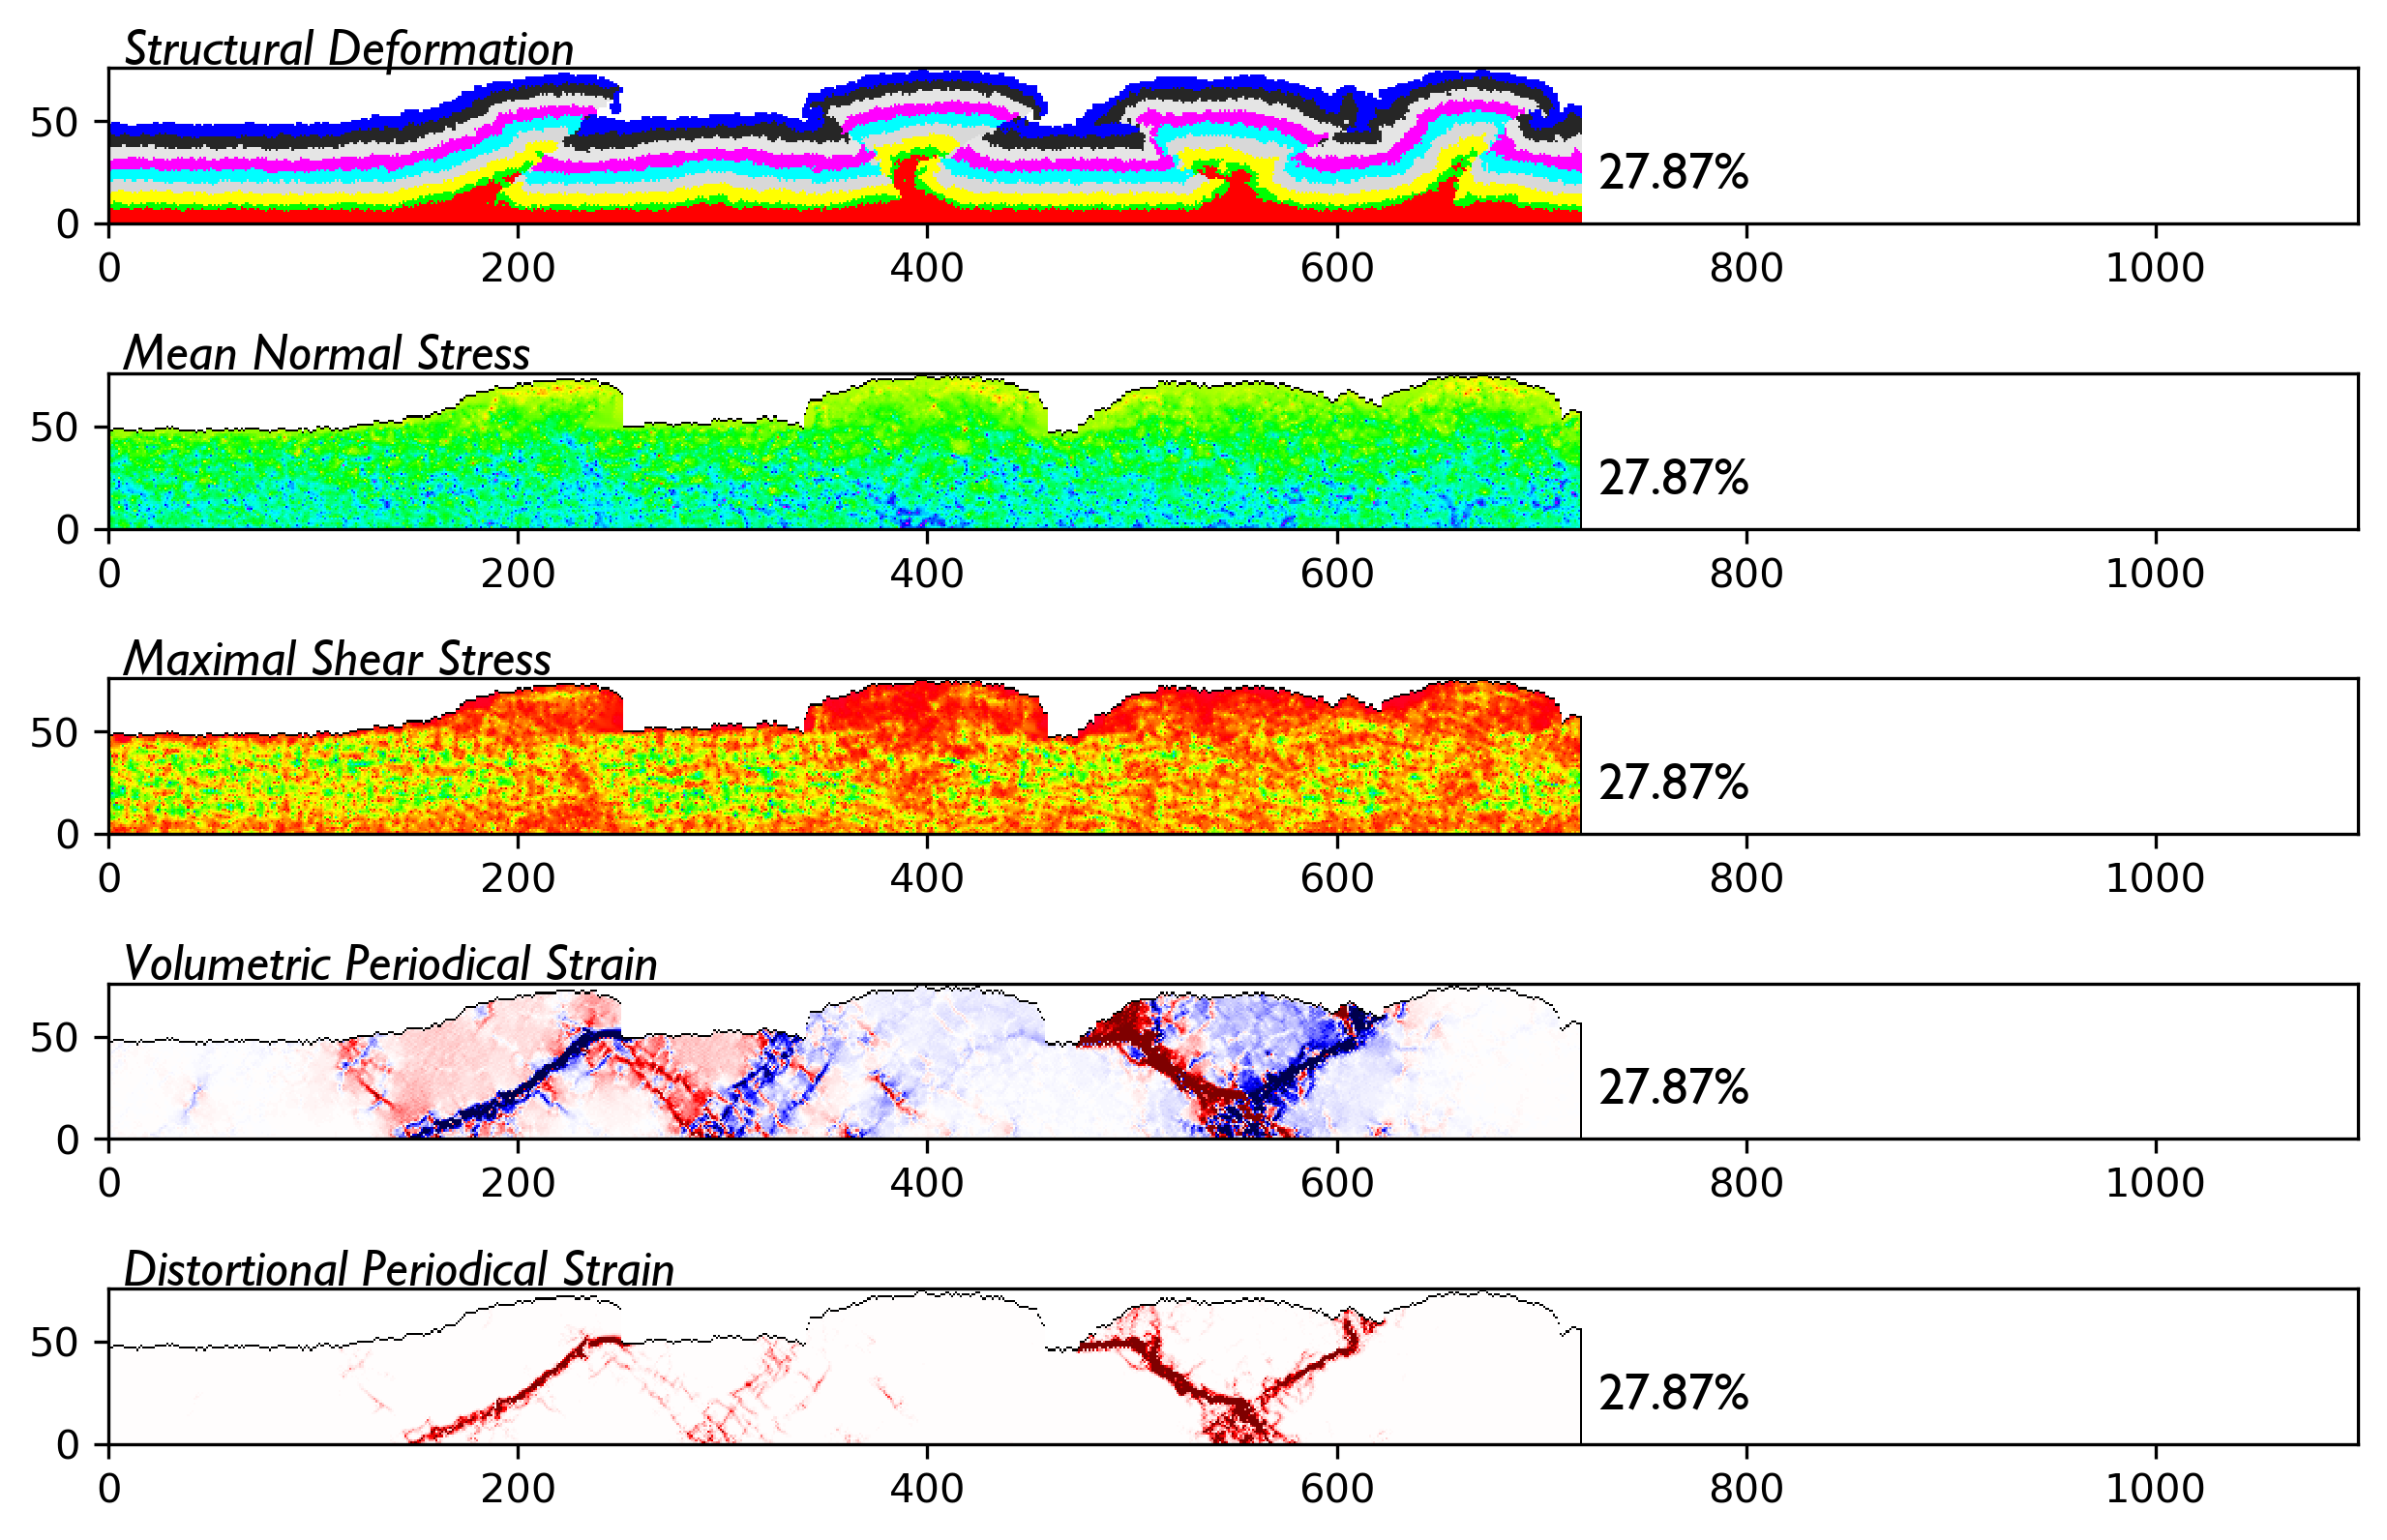 Structural Deformation
50
0
27.87%
0 200 400 600 800 1000
Mean Normal Stress
50
0
27.87%
0 200 400 600 800 1000
Maximal Shear Stress
50
0
27.87%
0 200 400 600 800 1000
Volumetric Periodical Strain
50
0
27.87%
0 200 400 600 800 1000
Distortional Periodical Strain
50
0
27.87%
0 200 400 600 800 1000